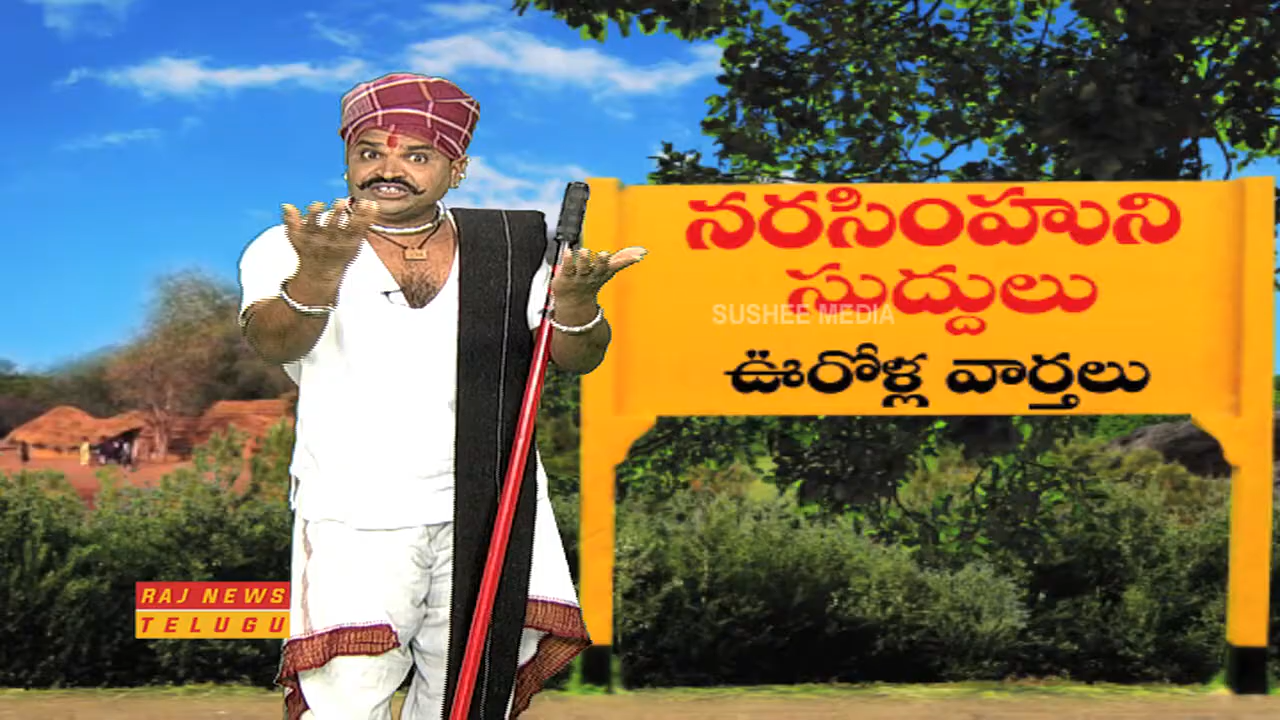 నరసింహుని
సుద్దులు
SUSHEE MEDIA
ఊరోళ్ల వార్తలు
RAJ NEWS
TELUGU